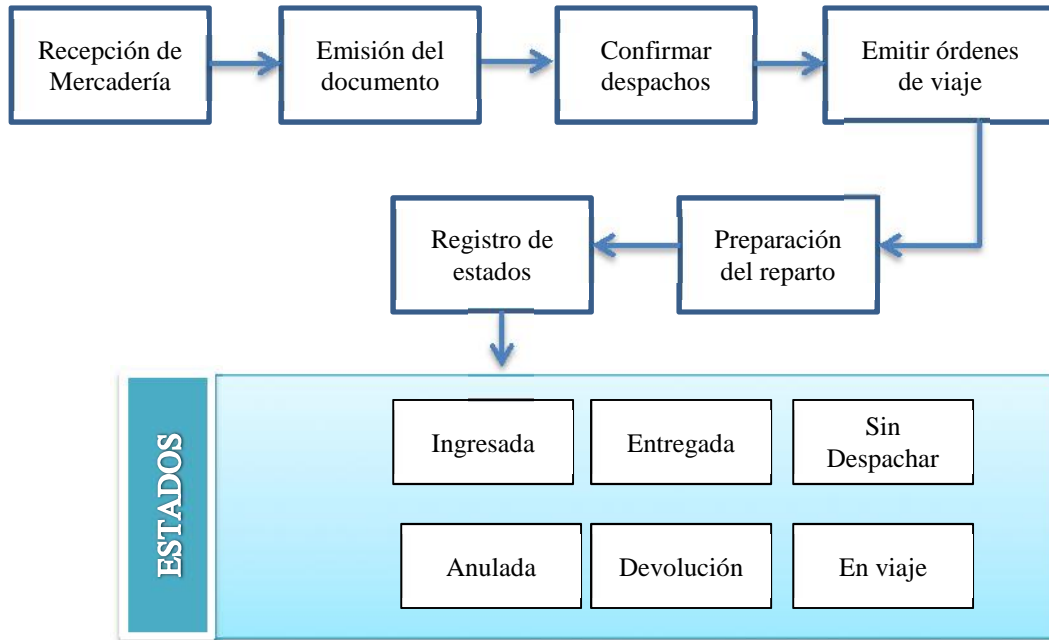 Recepción de
Mercadería
Emisión del
documento
Confirmar
despachos
Emitir órdenes
de viaje
Registro de
estados
Preparación
del reparto
ESTADOS
Ingresada
Entregada
Sin
Despachar
Anulada
Devolución
En viaje